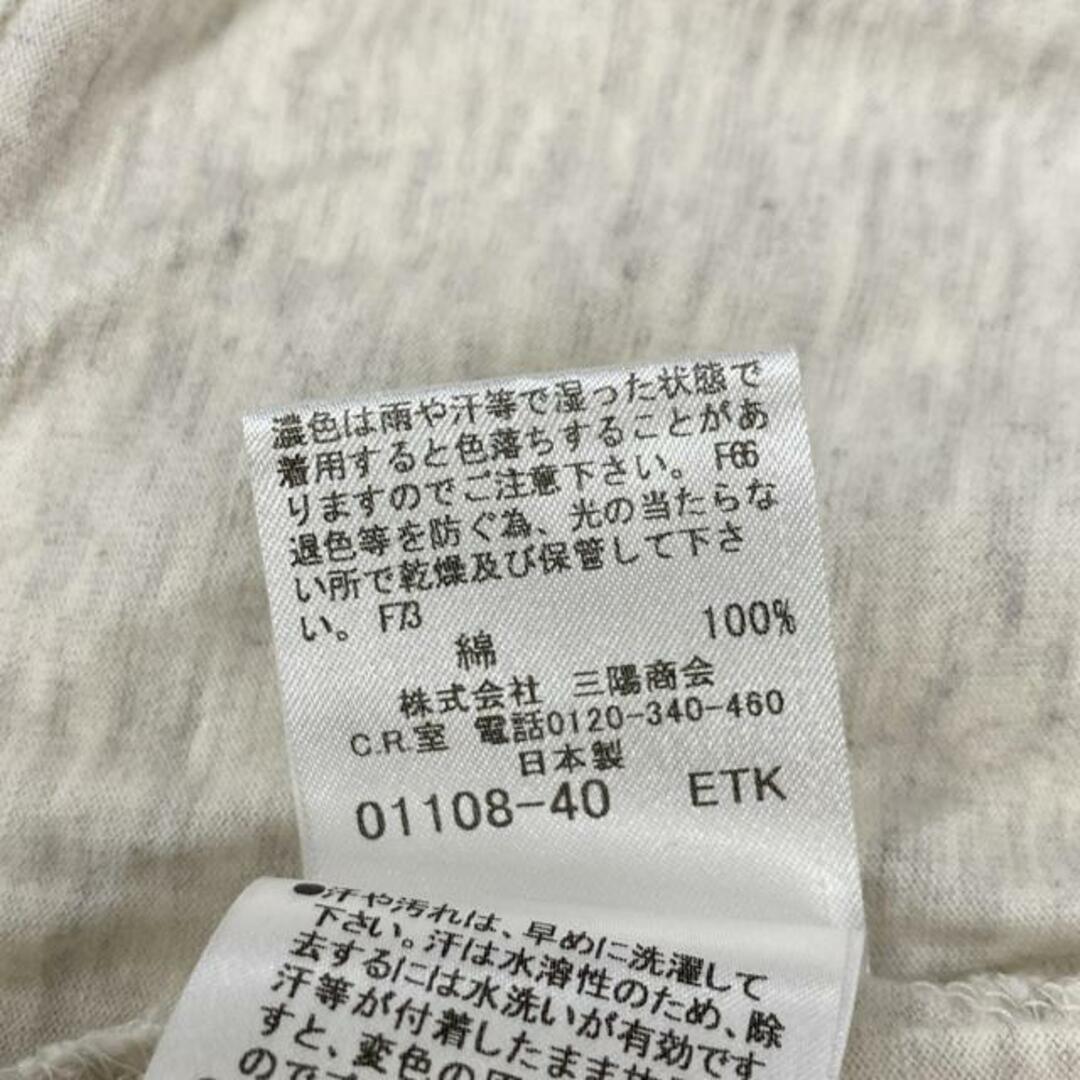 濃色は雨や汗等で湿った状態で
着用すると色落ちすることがあ
りますのでご注意下さい。 F66
退色等を防ぐ為、光の当たらな
い所で乾燥及び保管して下さ
い。 F73
綿 100%
株式会社 三陽商会
C.R.室 電話0120-340-460
日本製
01108-40 ETK
●汗や汚れは、早めに洗濯して
下さい。汗は水溶性のため、除
去するには水洗いが有効です
汗等が付着したまま
すと、変色の
ので